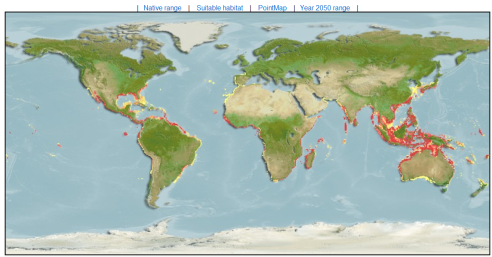 | Native range | Suitable habitat | PointMap | Year 2050 range |